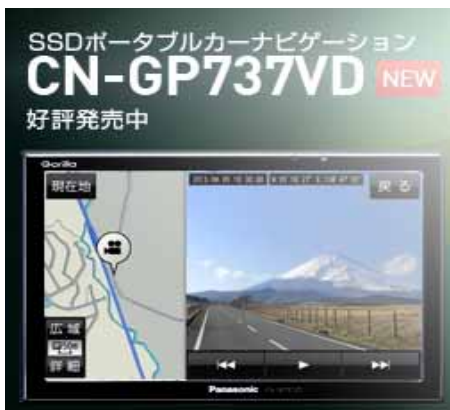 SSDポータブルカーナビゲーション
CN-GP737VD NEW
好評発売中
Gorilla
現在地
戻る
広域
詳細
Panasonic